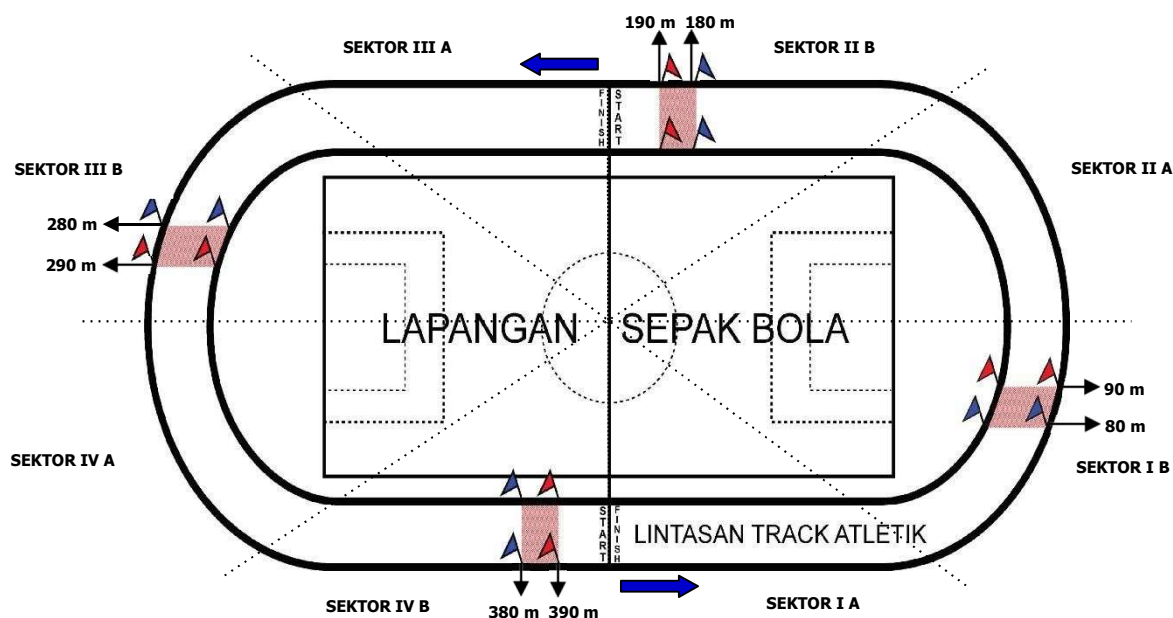 190 m 180 m
SEKTOR III A
SEKTOR II B
FINISH
START
SEKTOR III B
SEKTOR II A
280 m
290 m
LAPANGAN SEPAK BOLA
90 m
80 m
SEKTOR IV A
SEKTOR I B
START
FINISH
LINTASAN TRACK ATLETIK
SEKTOR IV B
380 m 390 m
SEKTOR I A